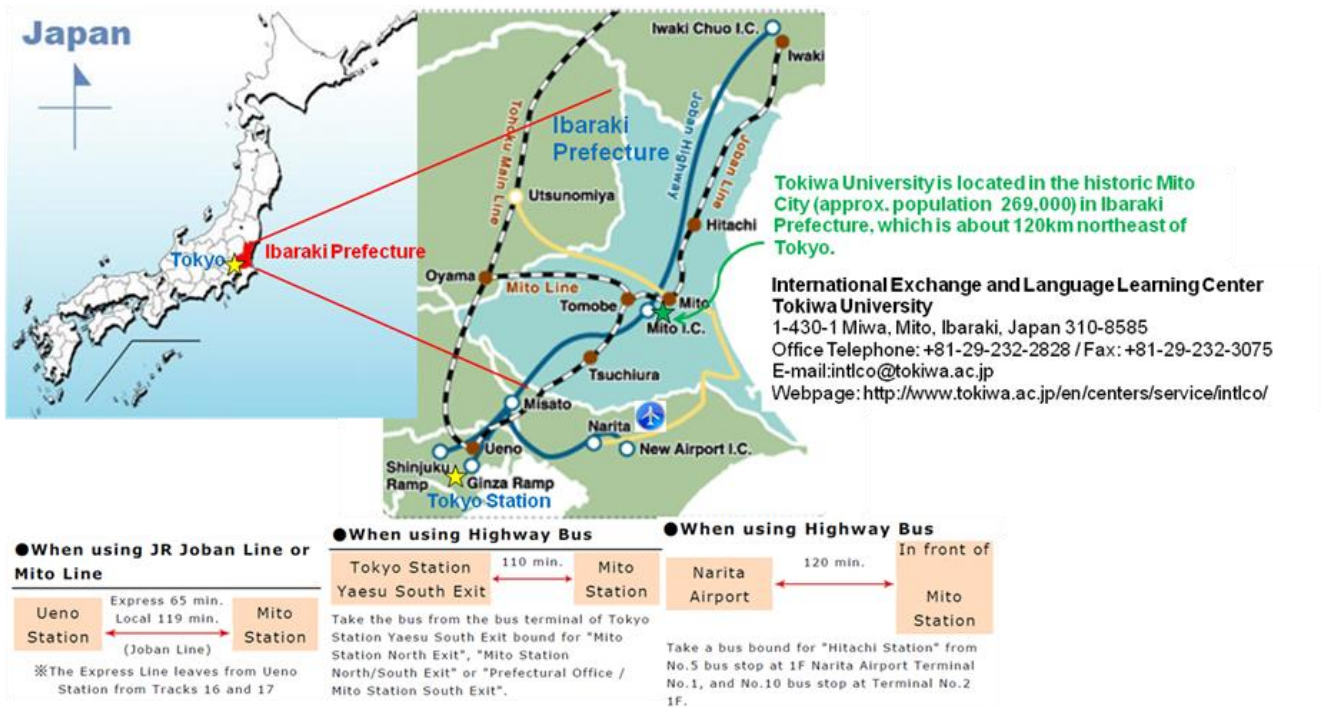 Japan
Tokyo
Ibaraki Prefecture
Iwaki Chuo I.C.
Iwaki
Tohoku Main Line
Ibaraki
Prefecture
Joban Highway
Joban Line
Utsunomiya
Hitachi
Oyama
Mito Line
Tomobe
Mito
Mito I.C.
Tsuchiura
Misato
Narita
New Airport I.C.
Ueno
Shinjuku
Ramp
Ginza Ramp
Tokyo Station
Tokiwa University is located in the historic Mito
City (approx. population 269.000) in Ibaraki
Prefecture, which is about 120km northeast of
Tokyo.
International Exchange and Language Learning Center
Tokiwa University
1-430-1 Miwa, Mito, Ibaraki, Japan 310-8585
Office Telephone: +81-29-232-2828 / Fax: +81-29-232-3075
E-mail:intlco@tokiwa.ac.jp
Webpage: http://www.tokiwa.ac.jp/en/centers/service/intlco/
●When using JR Joban Line or
Mito Line
Ueno
Station
Express 65 min.
Local 119 min.
(Joban Line)
Mito
Station
※The Express Line leaves from Ueno
Station from Tracks 16 and 17
●When using Highway Bus
Tokyo Station
Yaesu South Exit
110 min.
Mito
Station
Take the bus from the bus terminal of Tokyo
Station Yaesu South Exit bound for "Mito
Station North Exit", "Mito Station
North/South Exit" or "Prefectural Office /
Mito Station South Exit".
●When using Highway Bus
Narita
Airport
120 min.
In front of
Mito
Station
Take a bus bound for "Hitachi Station" from
No.5 bus stop at 1F Narita Airport Terminal
No.1, and No.10 bus stop at Terminal No.2
1F.